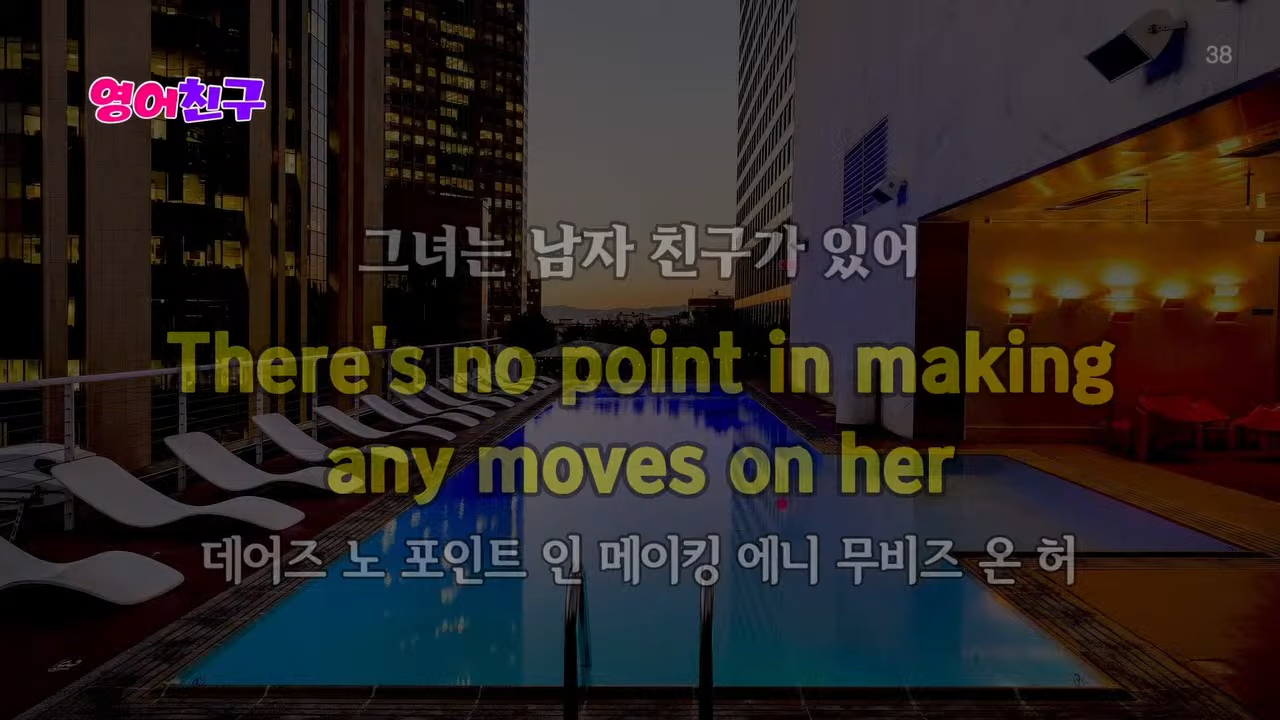 38
영어친구
그녀는 남자 친구가 있어
There's no point in making
any moves on her
데어즈 노 포인트 인 메이킹 에니 무비즈 온 허